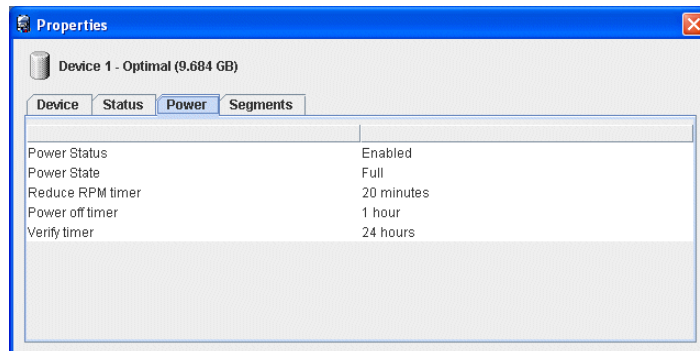 Properties
Device 1 - Optimal (9.684 GB)
Device Status Power Segments
Power Status Enabled
Power State Full
Reduce RPM timer 20 minutes
Power off timer 1 hour
Verify timer 24 hours